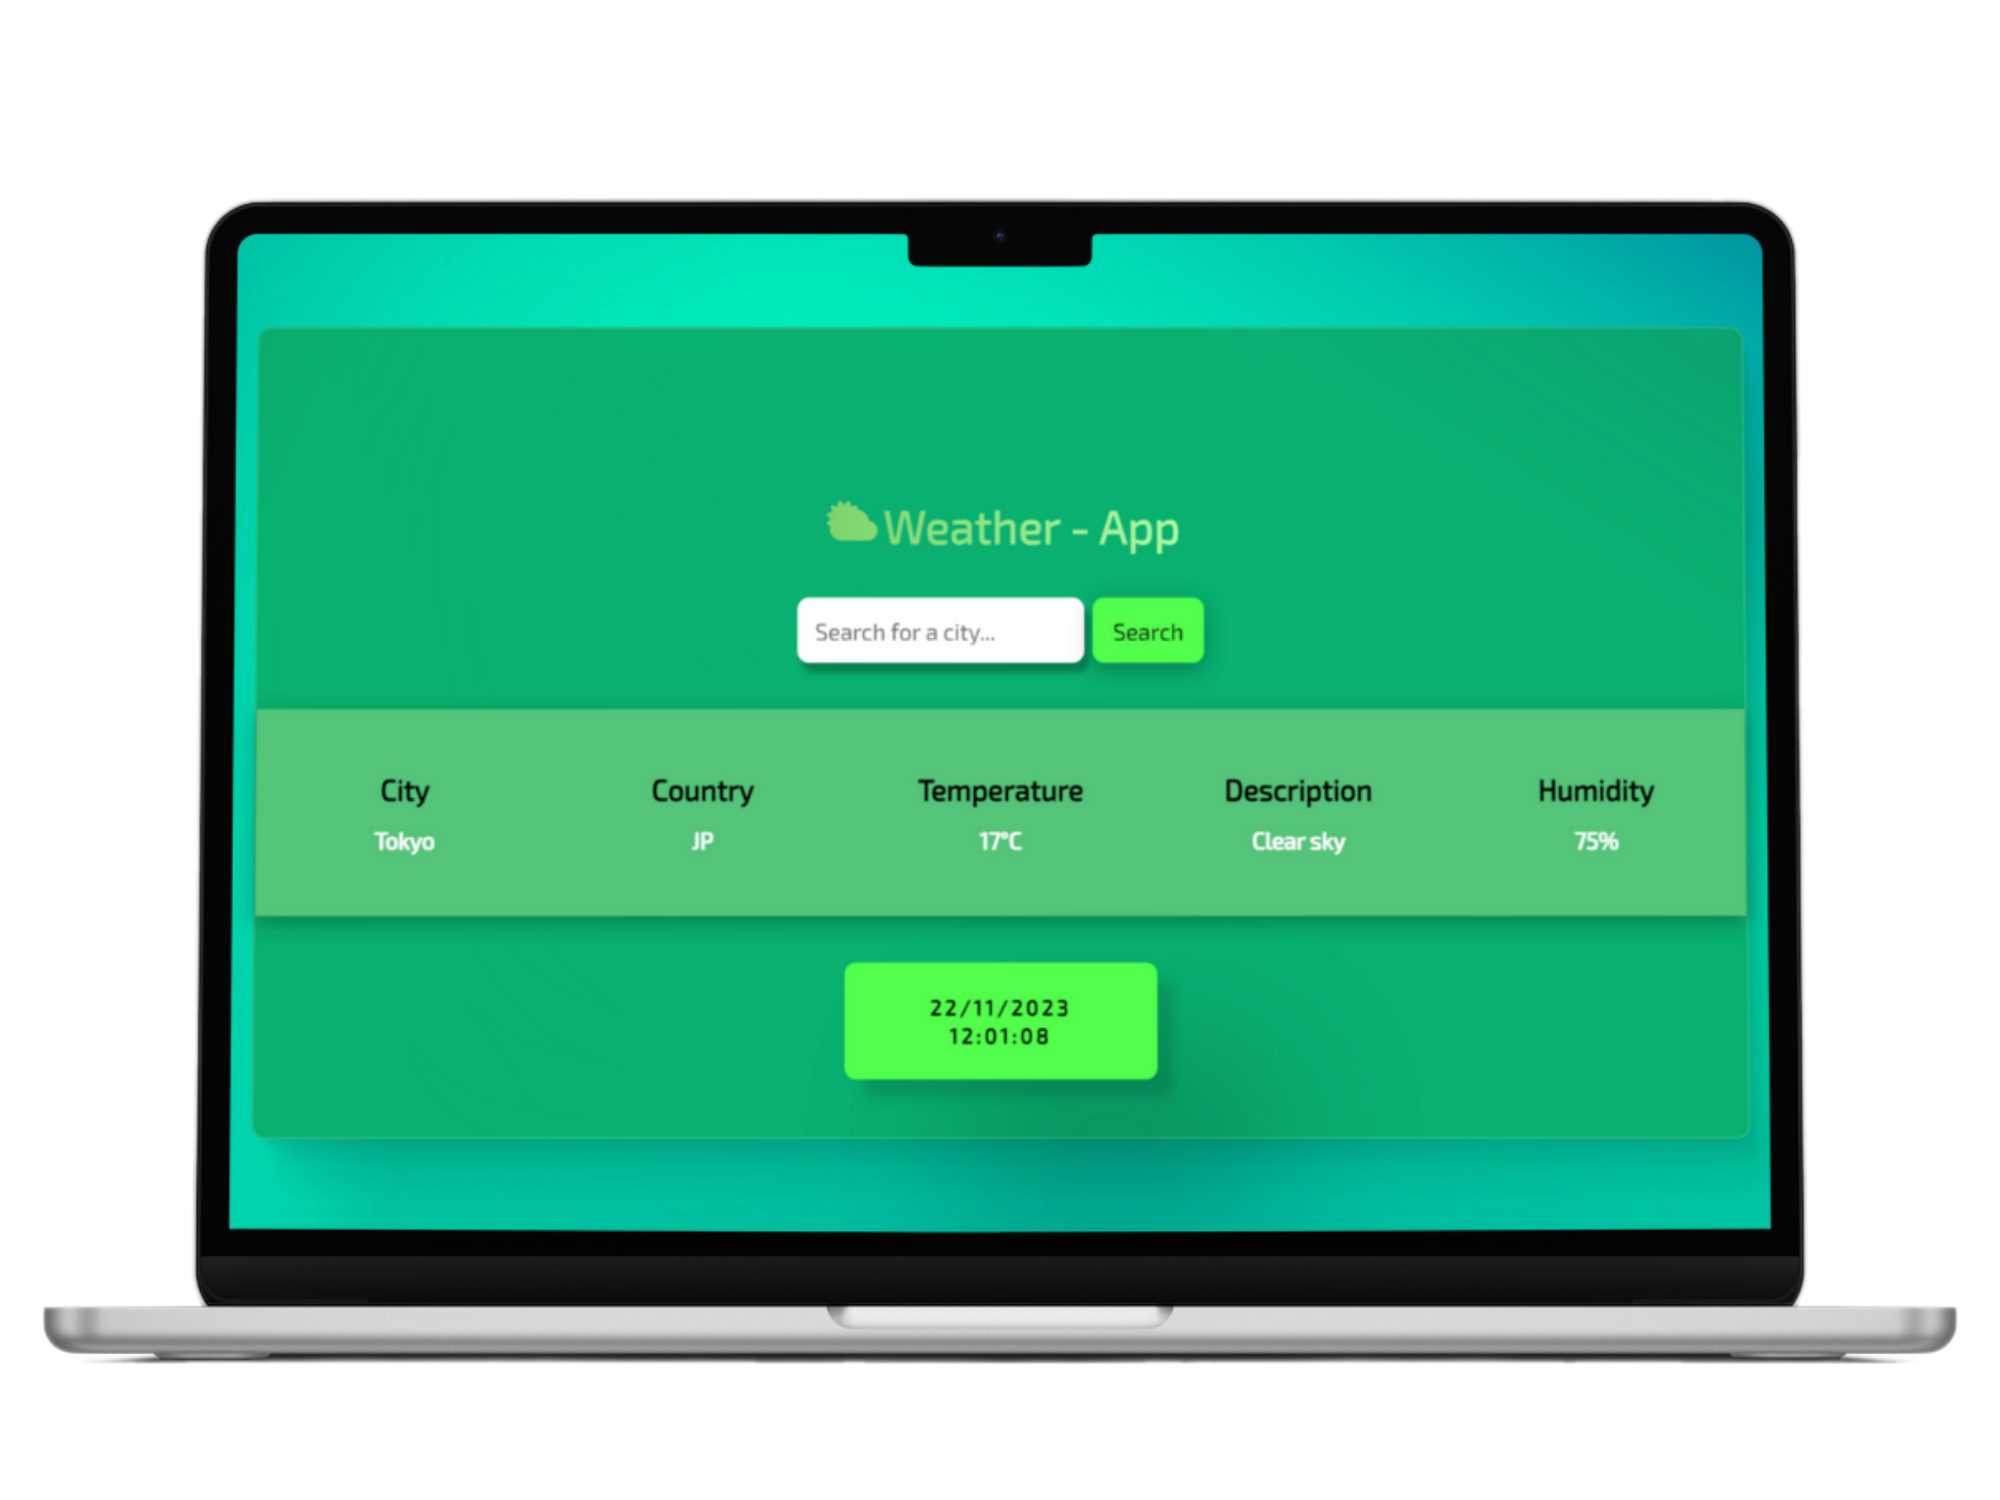 Weather - App
Search for a city... Search
City Country Temperature Description Humidity
Tokyo JP 17°C Clear sky 75%
22/11/2023
12:01:08